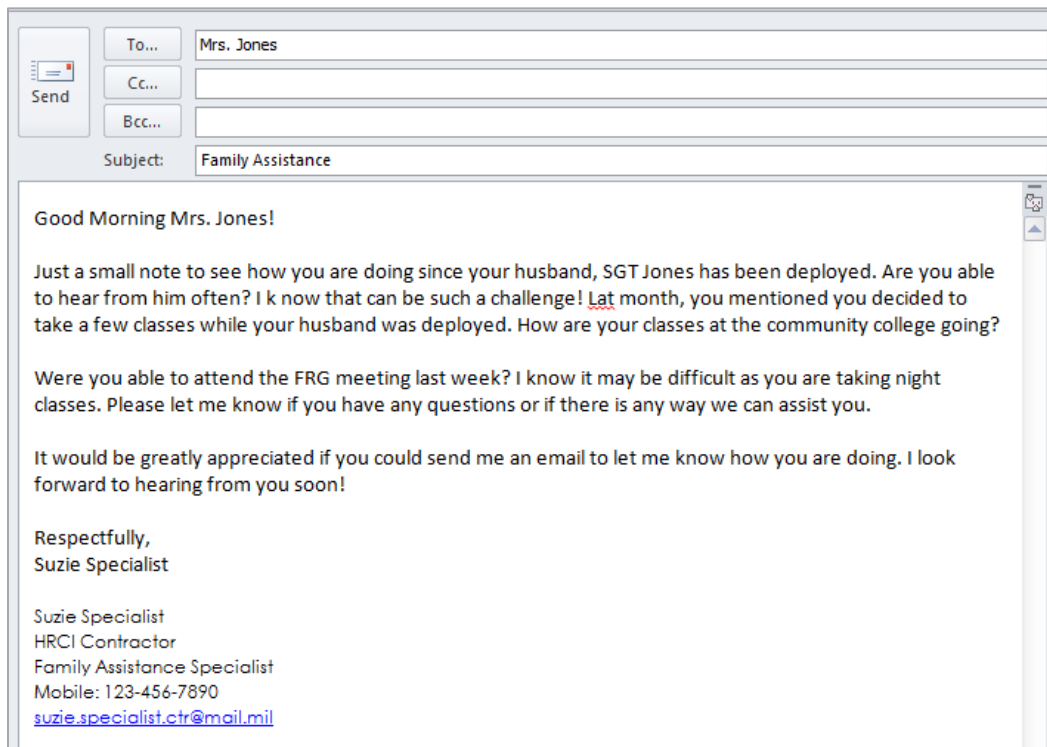 To...
Mrs. Jones
Send
Cc...
Bcc...
Subject:
Family Assistance
Good Morning Mrs. Jones!
Just a small note to see how you are doing since your husband, SGT Jones has been deployed. Are you able
to hear from him often? I k now that can be such a challenge! Lat month, you mentioned you decided to
take a few classes while your husband was deployed. How are your classes at the community college going?
Were you able to attend the FRG meeting last week? I know it may be difficult as you are taking night
classes. Please let me know if you have any questions or if there is any way we can assist you.
It would be greatly appreciated if you could send me an email to let me know how you are doing. I look
forward to hearing from you soon!
Respectfully,
Suzie Specialist
Suzie Specialist
HRCI Contractor
Family Assistance Specialist
Mobile: 123-456-7890
suzie.specialist.ctr@mail.mil